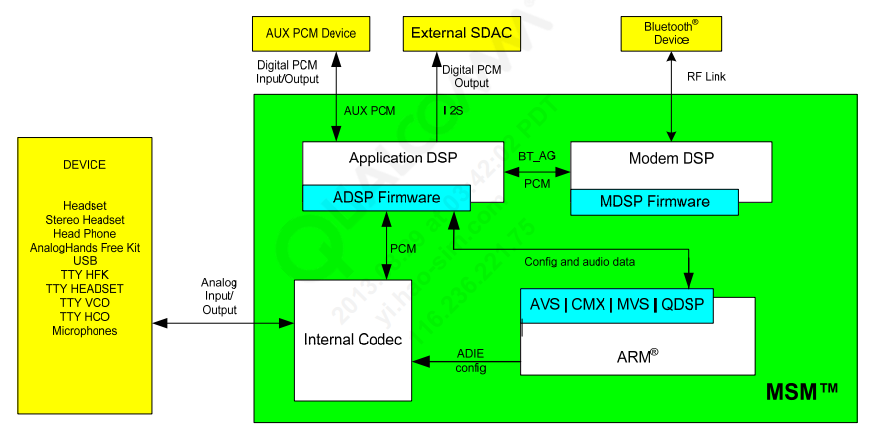 AUX PCM Device
External SDAC
Bluetooth®
Device
Digital PCM
Input/Output
Digital PCM
Output
RF Link
AUX PCM
I 2S
DEVICE
Headset
Stereo Headset
Head Phone
AnalogHands Free Kit
USB
TTY HFK
TTY HEADSET
TTY VCO
TTY HCO
Microphones
Application DSP
ADSP Firmware
BT_AG
PCM
Modem DSP
MDSP Firmware
PCM
Config and audio data
Analog
Input/
Output
Internal Codec
AVS | CMX | MVS | QDSP
ARM®
ADIE
config
MSM™
QUALCOMM